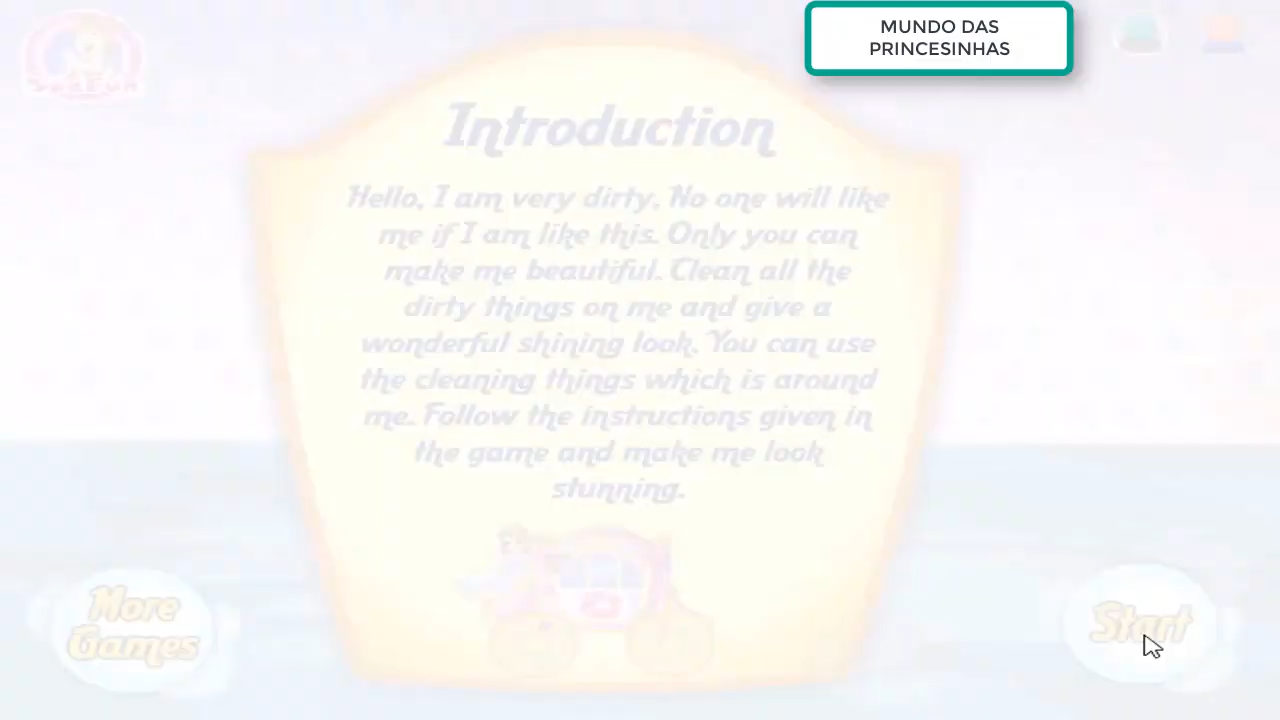 MUNDO DAS
PRINCESINHAS
Introduction
Hello, I am very dirty. No one will like
me if I am like this. Only you can
make me beautiful. Clean all the
dirty things on me and give a
wonderful shining look. You can use
the cleaning things which is around
me. Follow the instructions given in
the game and make me look
stunning.
More
Games
Start